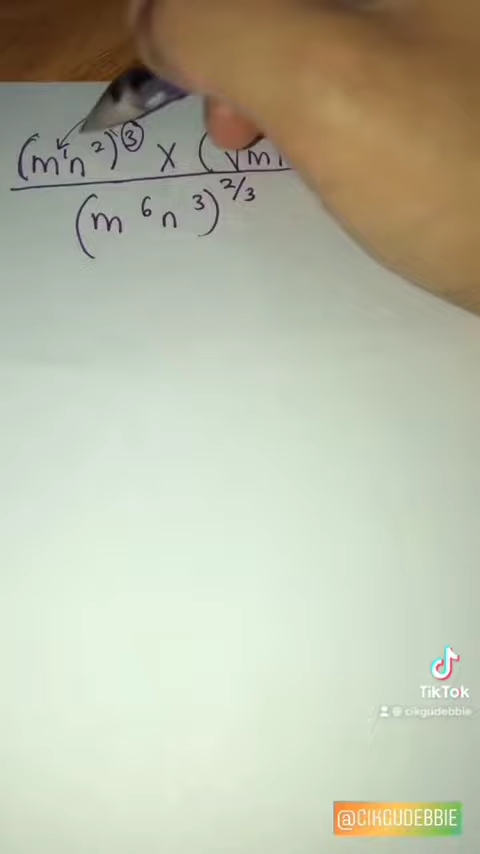 (m¹n²)³ × (√m
(m⁶n³)^2/3
TikTok
@cikgudebbie
@CIKGUDEBBIE